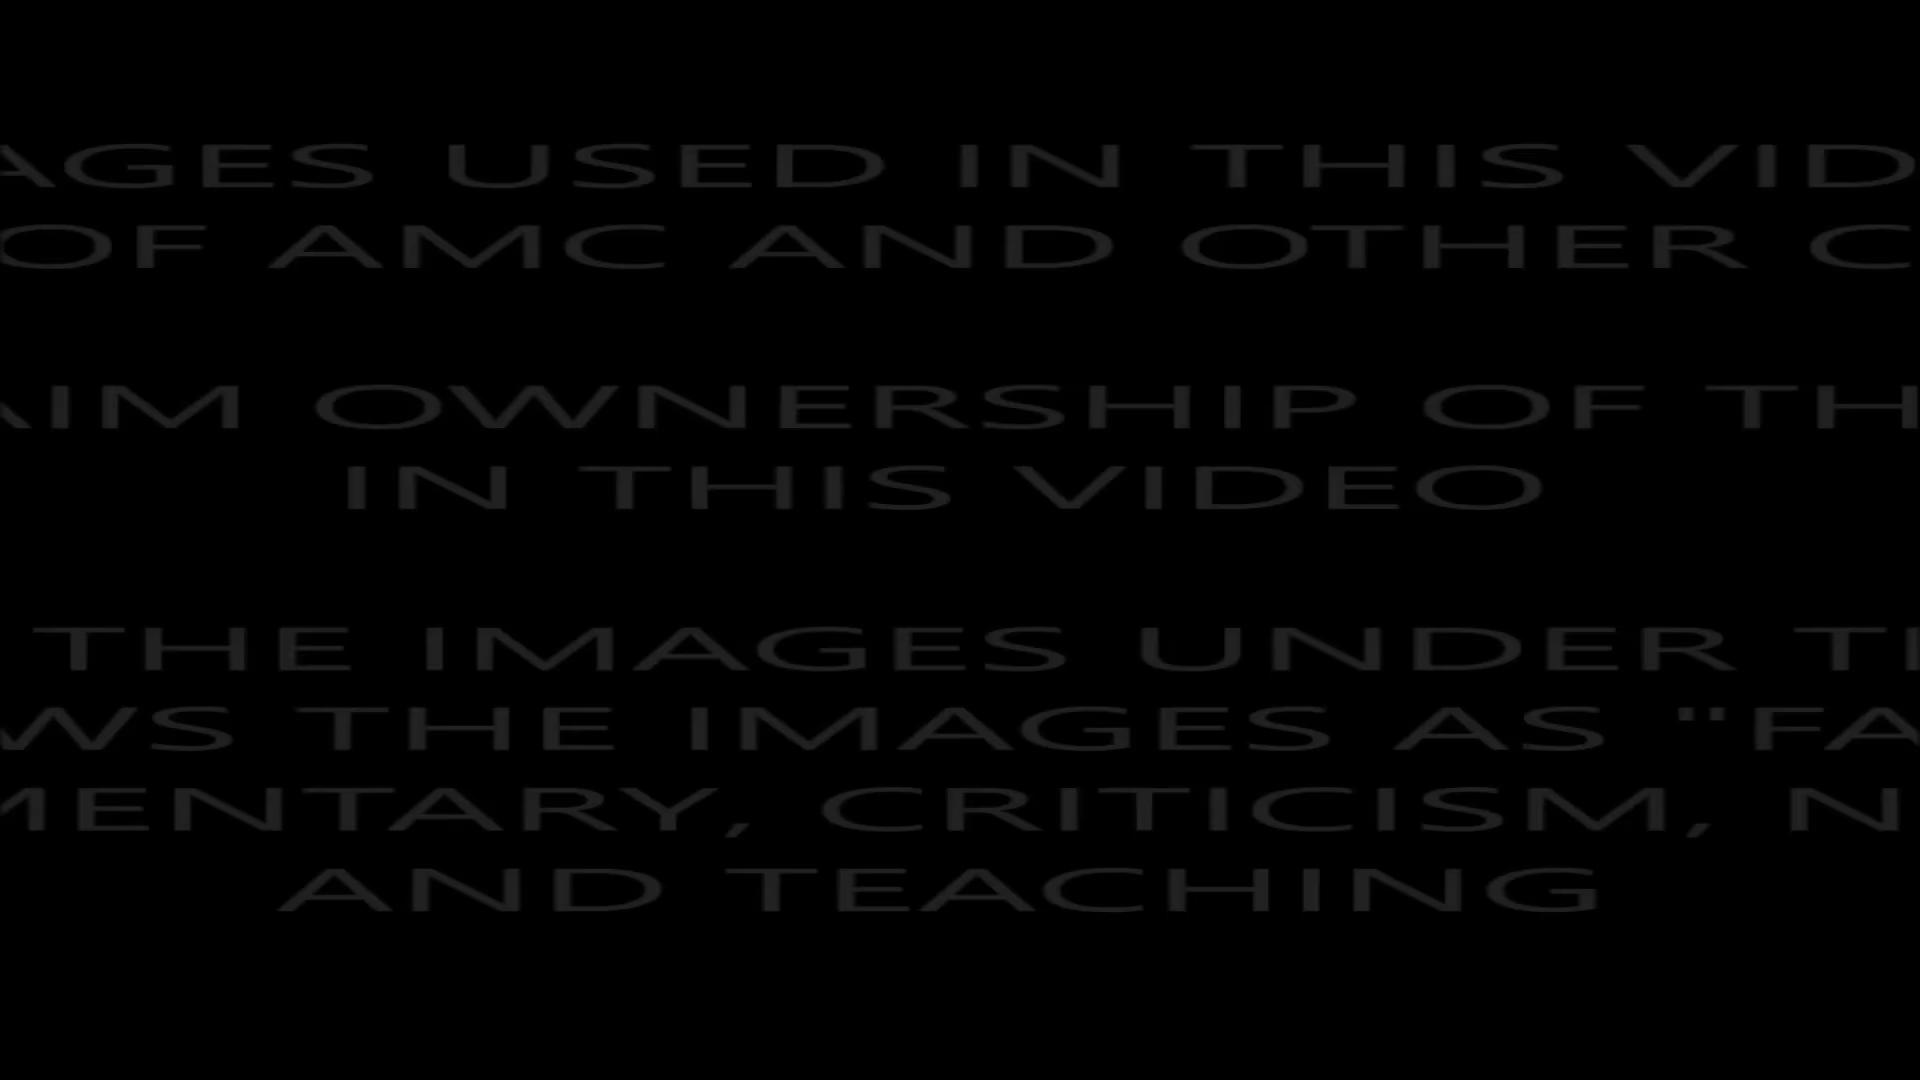 AGES USED IN THIS VID
OF AMC AND OTHER C
AIM OWNERSHIP OF TH
IN THIS VIDEO
THE IMAGES UNDER T
WS THE IMAGES AS "FA
MENTARY, CRITICISM, N
AND TEACHING